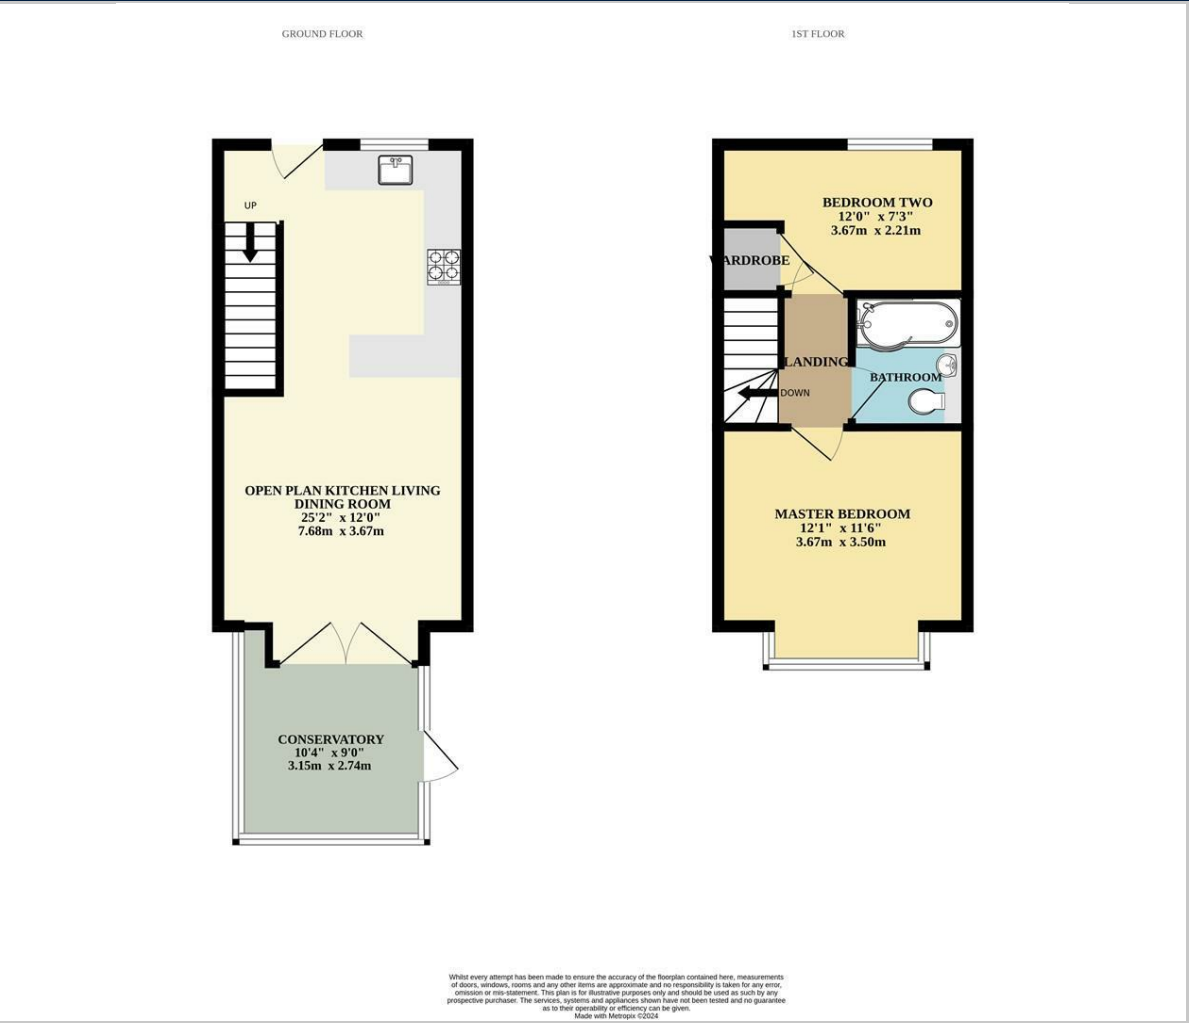 GROUND FLOOR
1ST FLOOR
UP
OPEN PLAN KITCHEN LIVING
DINING ROOM
25'2" x 12'0"
7.68m x 3.67m
CONSERVATORY
10'4" x 9'0"
3.15m x 2.74m
BEDROOM TWO
12'0" x 7'3"
3.67m x 2.21m
WARDROBE
LANDING
BATHROOM
DOWN
MASTER BEDROOM
12'1" x 11'6"
3.67m x 3.50m
Whilst every attempt has been made to ensure the accuracy of the floorplan contained here, measurements
of doors, windows, rooms and any other items are approximate and no responsibility is taken for any error,
omission or mis-statement. This plan is for illustrative purposes only and should be used as such by any
prospective purchaser. The services, systems and appliances shown have not been tested and no guarantee
as to their operability or efficiency can be given.
Made with Metropix ©2024